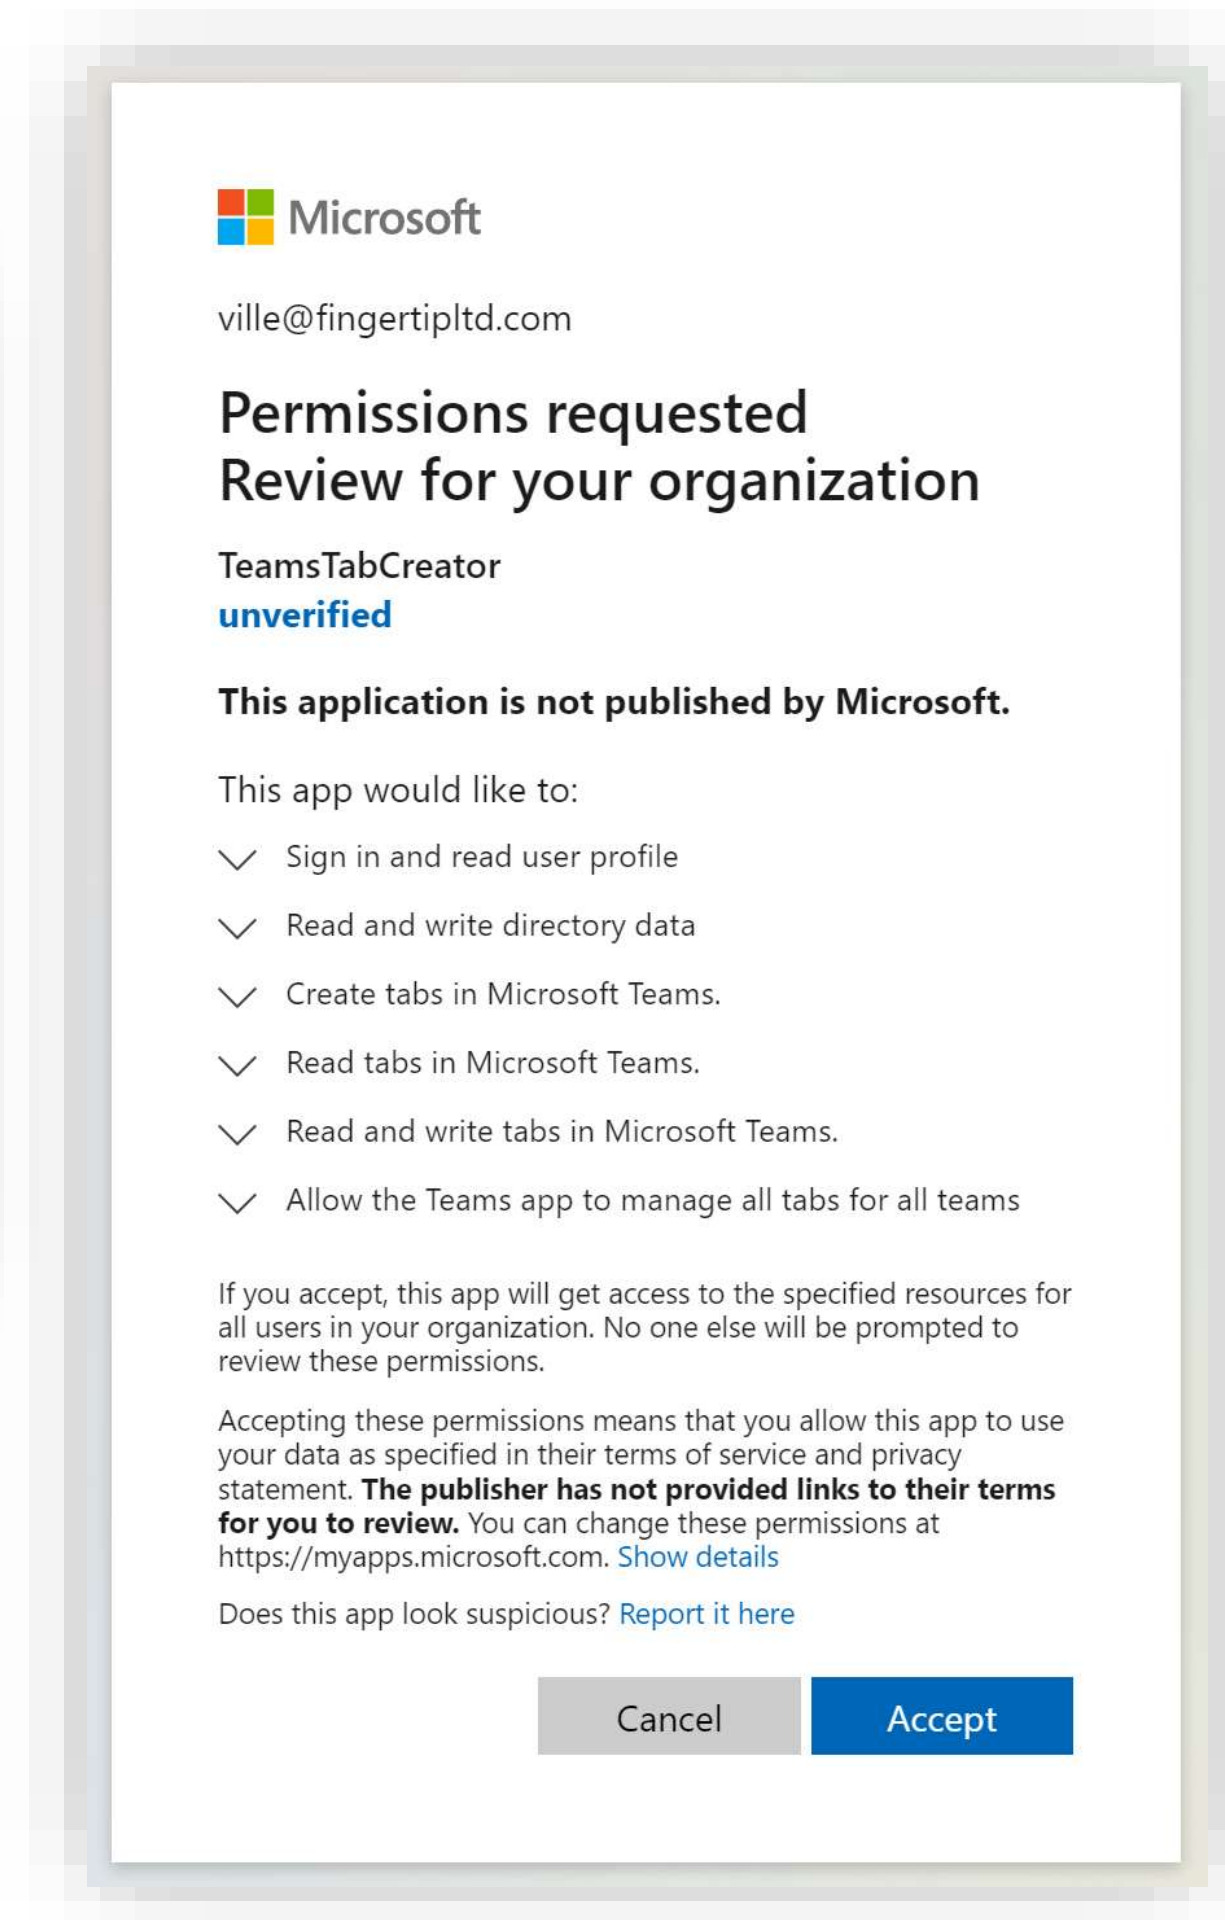 Microsoft
ville@fingertipltd.com
Permissions requested
Review for your organization
TeamsTabCreator
unverified
This application is not published by Microsoft.
This app would like to:
Sign in and read user profile
Read and write directory data
Create tabs in Microsoft Teams.
Read tabs in Microsoft Teams.
Read and write tabs in Microsoft Teams.
Allow the Teams app to manage all tabs for all teams
If you accept, this app will get access to the specified resources for
all users in your organization. No one else will be prompted to
review these permissions.
Accepting these permissions means that you allow this app to use
your data as specified in their terms of service and privacy
statement. The publisher has not provided links to their terms
for you to review. You can change these permissions at
https://myapps.microsoft.com. Show details
Does this app look suspicious? Report it here
Cancel Accept